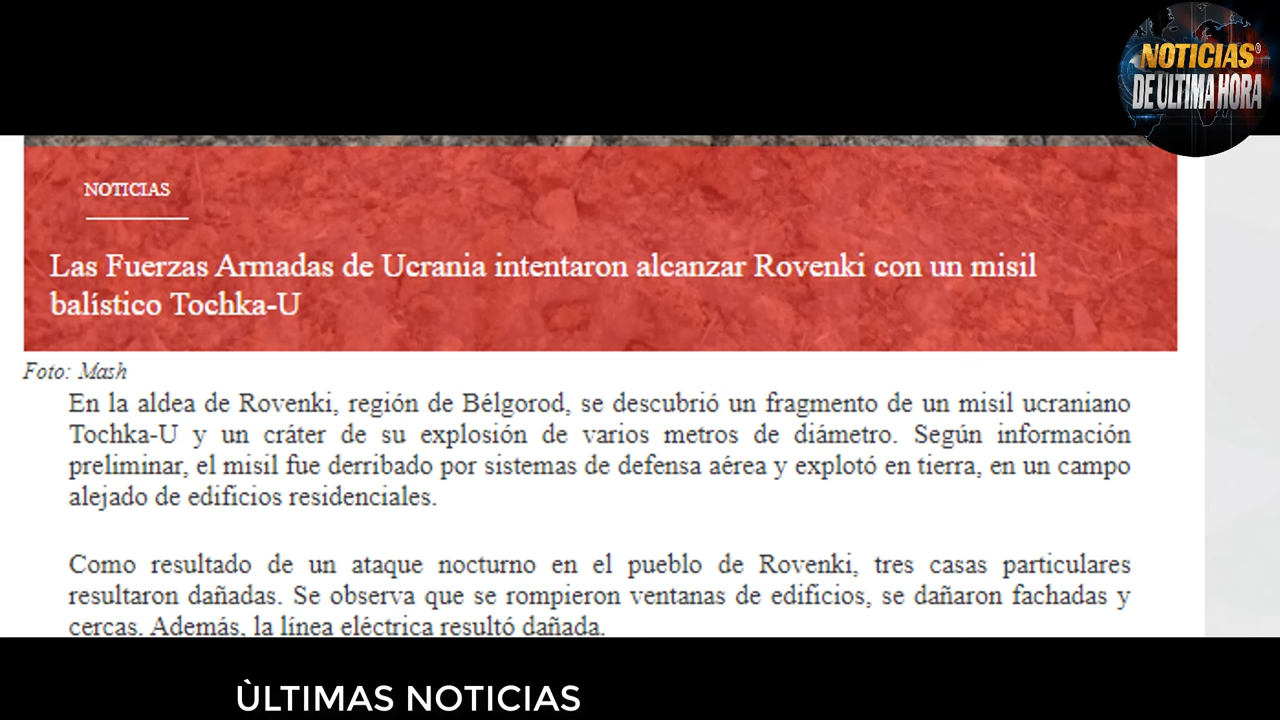 NOTICIAS®
DE ULTIMA HORA
NOTICIAS
Las Fuerzas Armadas de Ucrania intentaron alcanzar Rovenki con un misil
balístico Tochka-U
Foto: Mash
En la aldea de Rovenki, región de Bélgorod, se descubrió un fragmento de un misil ucraniano
Tochka-U y un cráter de su explosión de varios metros de diámetro. Según información
preliminar, el misil fue derribado por sistemas de defensa aérea y explotó en tierra, en un campo
alejado de edificios residenciales.
Como resultado de un ataque nocturno en el pueblo de Rovenki, tres casas particulares
resultaron dañadas. Se observa que se rompieron ventanas de edificios, se dañaron fachadas y
cercas. Además, la línea eléctrica resultó dañada.
ÙLTIMAS NOTICIAS